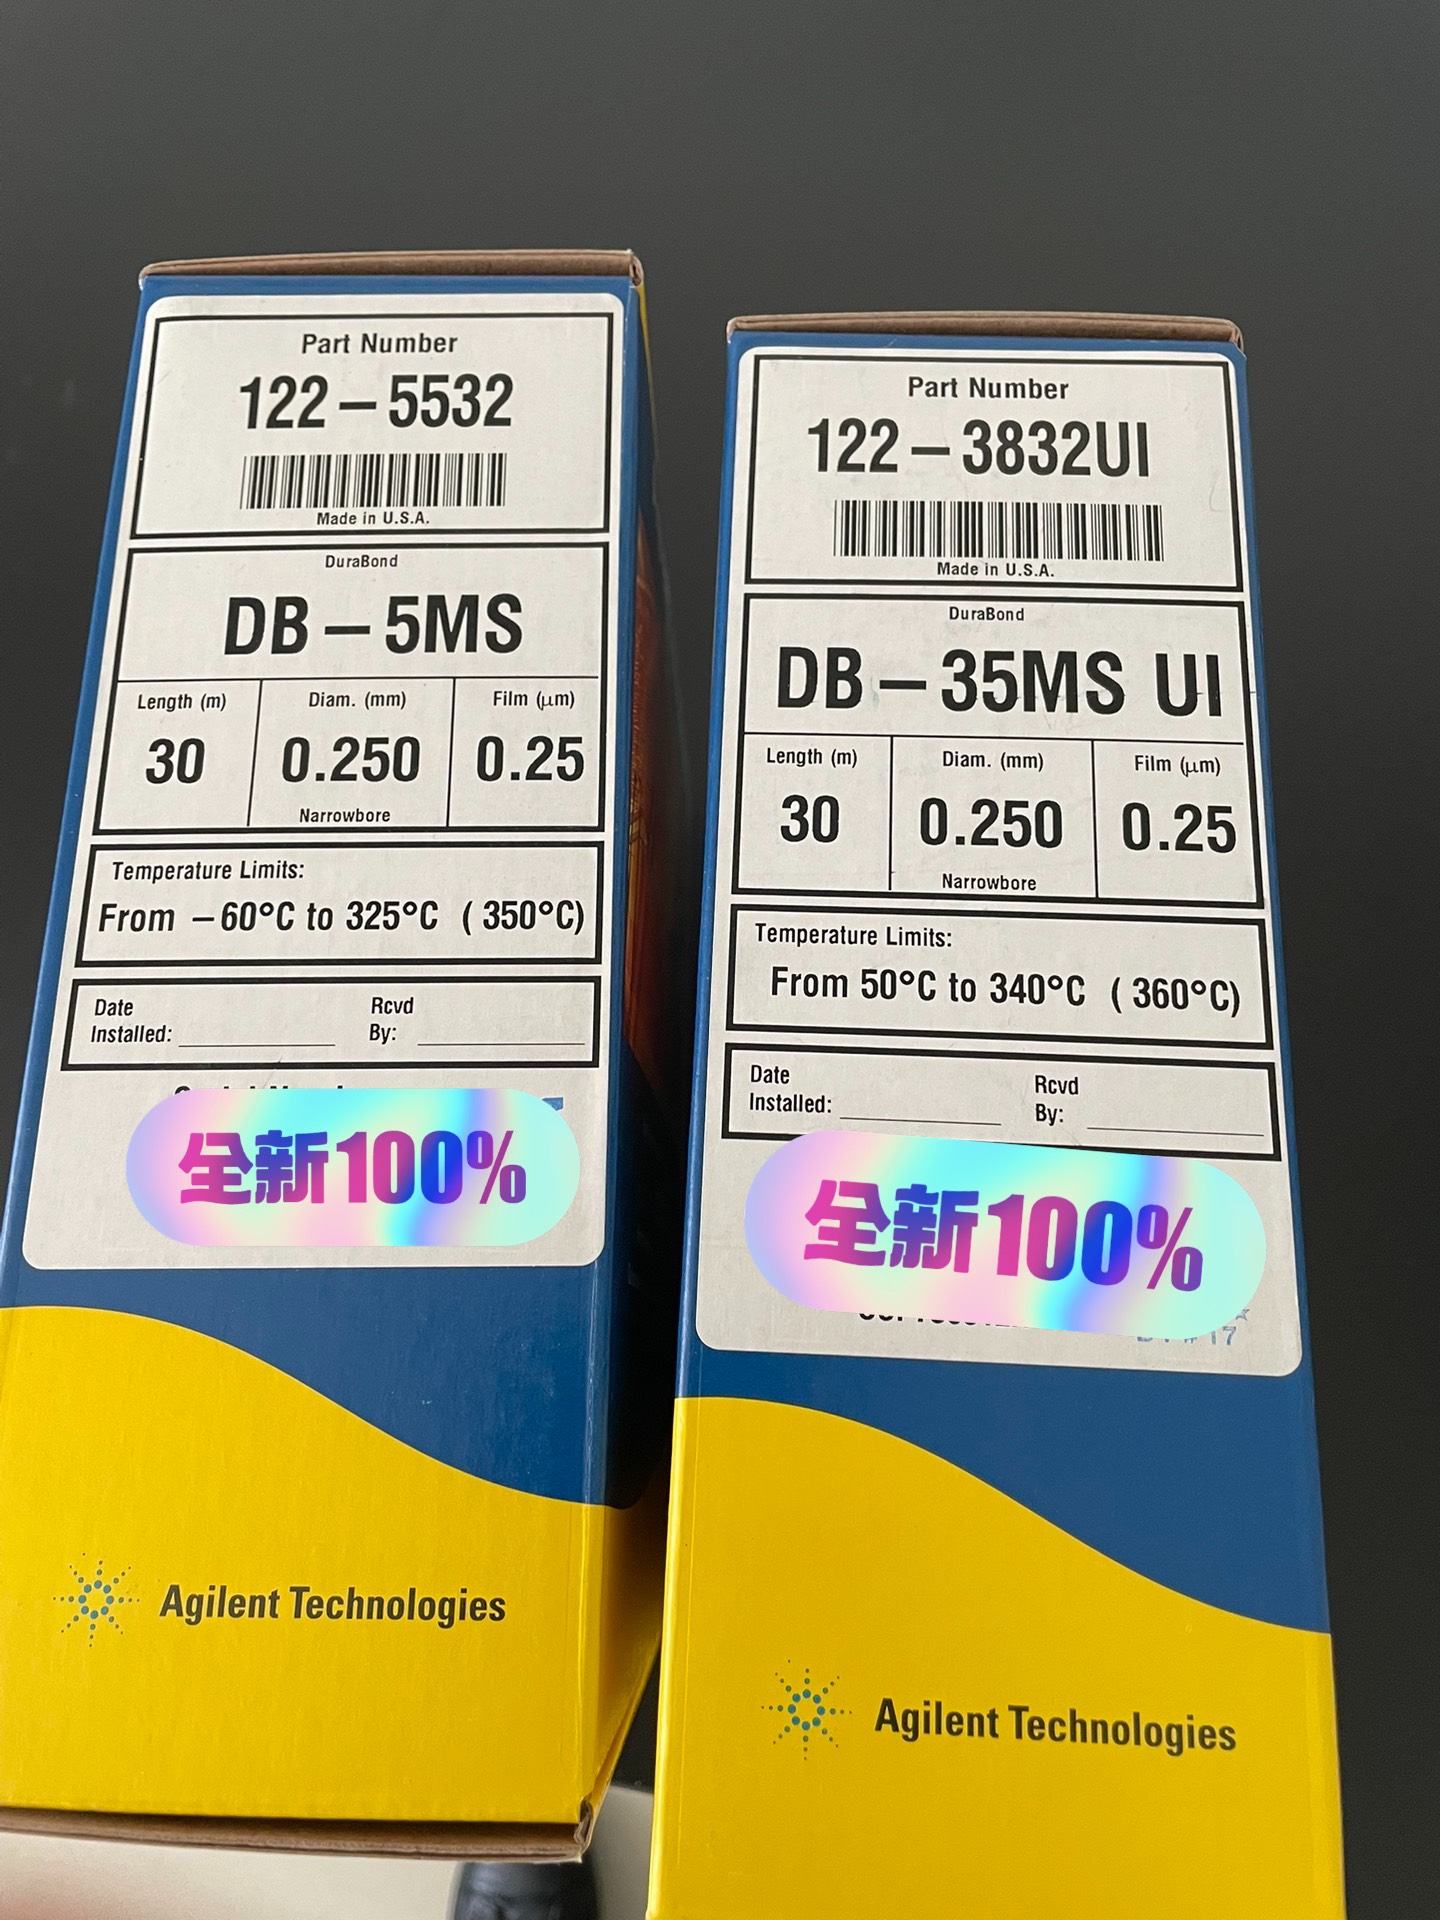 Part Number
122-5532
Made in U.S.A.
DuraBond
DB-5MS
Length (m) Diam. (mm) Film (μm)
30 0.250 0.25
Narrowbore
Temperature Limits:
From -60°C to 325°C (350°C)
Date Rcvd
Installed: By:
全新100%
Agilent Technologies
Part Number
122-3832UI
Made in U.S.A.
DuraBond
DB-35MS UI
Length (m) Diam. (mm) Film (μm)
30 0.250 0.25
Narrowbore
Temperature Limits:
From 50°C to 340°C (360°C)
Date Rcvd
Installed: By:
全新100%
Agilent Technologies